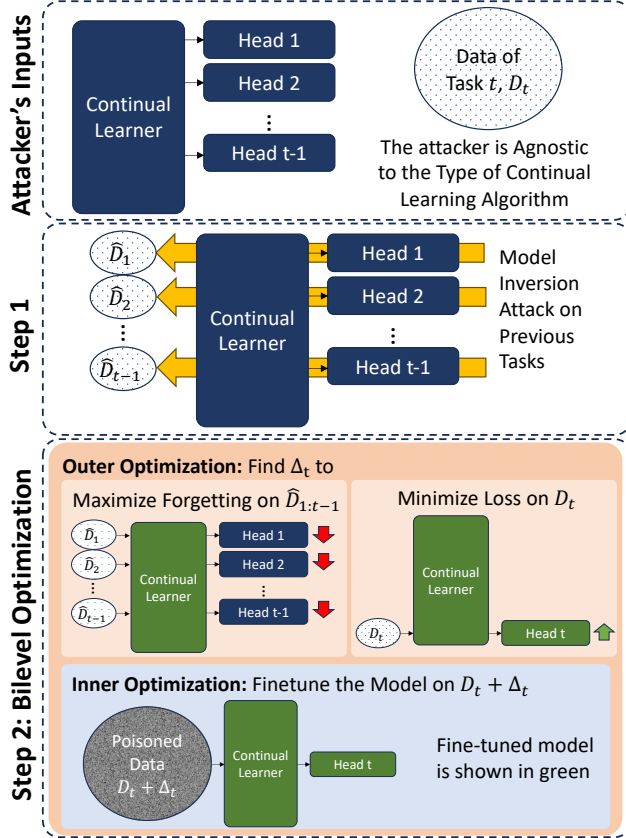 Attacker's Inputs
Continual
Learner
Head 1
Head 2
⋮
Head t-1
Data of
Task t, D_t
The attacker is Agnostic
to the Type of Continual
Learning Algorithm
Step 1
D̂_1
D̂_2
⋮
D̂_{t−1}
Continual
Learner
Head 1
Head 2
⋮
Head t-1
Model
Inversion
Attack on
Previous
Tasks
Step 2: Bilevel Optimization
Outer Optimization: Find Δ_t to
Maximize Forgetting on D̂_{1:t−1}
D̂_1
D̂_2
⋮
D̂_{t−1}
Continual
Learner
Head 1
Head 2
⋮
Head t-1
Minimize Loss on D_t
Continual
Learner
D_t
Head t
Inner Optimization: Finetune the Model on D_t + Δ_t
Poisoned
Data
D_t + Δ_t
Continual
Learner
Head t
Fine-tuned model
is shown in green